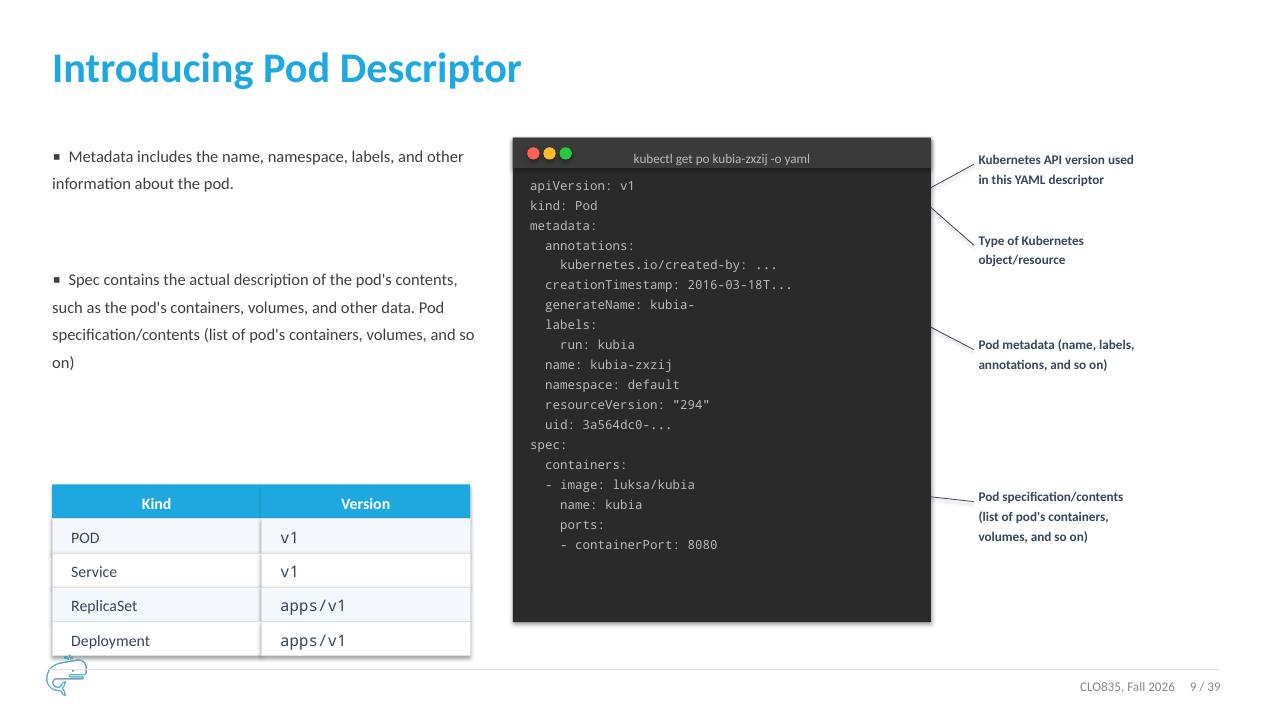 Introducing Pod Descriptor
▪ Metadata includes the name, namespace, labels, and other
information about the pod.
▪ Spec contains the actual description of the pod's contents,
such as the pod's containers, volumes, and other data. Pod
specification/contents (list of pod's containers, volumes, and so
on)
Kind Version
POD v1
Service v1
ReplicaSet apps/v1
Deployment apps/v1
kubectl get po kubia-zxzij -o yaml
apiVersion: v1
kind: Pod
metadata:
  annotations:
    kubernetes.io/created-by: ...
  creationTimestamp: 2016-03-18T...
  generateName: kubia-
  labels:
    run: kubia
  name: kubia-zxzij
  namespace: default
  resourceVersion: "294"
  uid: 3a564dc0-...
spec:
  containers:
  - image: luksa/kubia
    name: kubia
    ports:
    - containerPort: 8080
Kubernetes API version used
in this YAML descriptor
Type of Kubernetes
object/resource
Pod metadata (name, labels,
annotations, and so on)
Pod specification/contents
(list of pod's containers,
volumes, and so on)
CLO835, Fall 2026 9 / 39